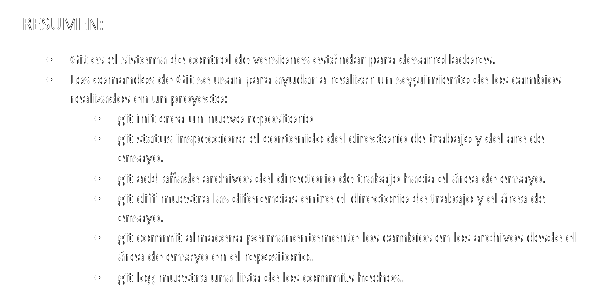 RESUMEN:
- Git es el sistema de control de versiones estándar para desarrolladores.
- Los comandos de Git se usan para ayudar a realizar un seguimiento de los cambios
realizados en un proyecto:
- git init crea un nuevo repositorio
- git status inspecciona el contenido del directorio de trabajo y del are de
ensayo.
- git add añade archivos del directorio de trabajo hacia el área de ensayo.
- git diff muestra las diferencias entre el directorio de trabajo y el área de
ensayo.
- git commit almacena permanentemente los cambios en los archivos desde el
área de ensayo en el repositorio.
- git log muestra una lista de los commits hechos.